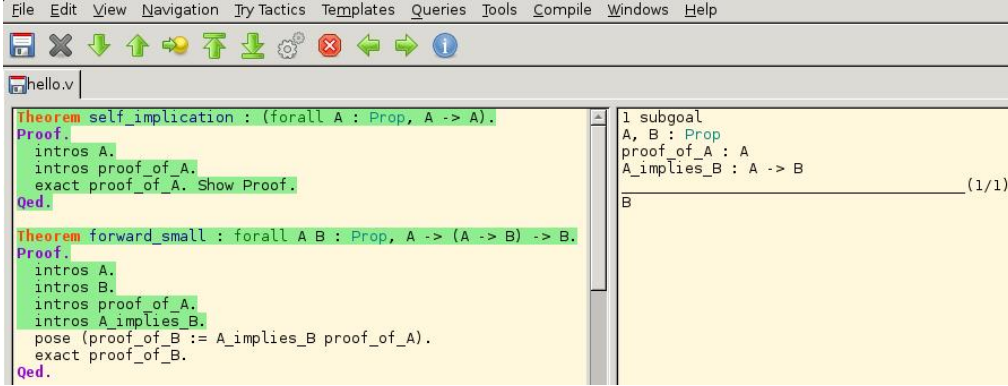 File Edit View Navigation Try Tactics Templates Queries Tools Compile Windows Help
hello.v
Theorem self_implication : (forall A : Prop, A -> A).
Proof.
  intros A.
  intros proof_of_A.
  exact proof_of_A. Show Proof.
Qed.
Theorem forward_small : forall A B : Prop, A -> (A -> B) -> B.
Proof.
  intros A.
  intros B.
  intros proof_of_A.
  intros A_implies_B.
  pose (proof_of_B := A_implies_B proof_of_A).
  exact proof_of_B.
Qed.
1 subgoal
A, B : Prop
proof_of_A : A
A_implies_B : A -> B
(1/1)
B